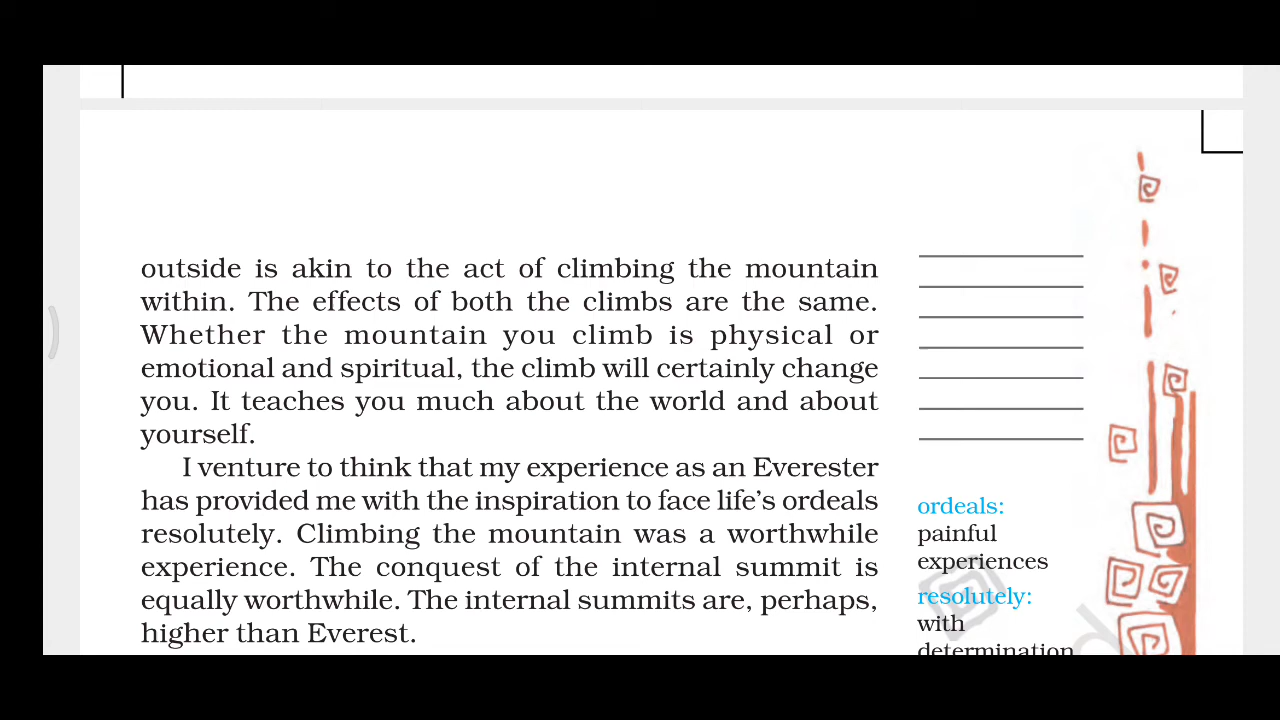 outside is akin to the act of climbing the mountain
within. The effects of both the climbs are the same.
Whether the mountain you climb is physical or
emotional and spiritual, the climb will certainly change
you. It teaches you much about the world and about
yourself.
I venture to think that my experience as an Everester
has provided me with the inspiration to face life's ordeals
resolutely. Climbing the mountain was a worthwhile
experience. The conquest of the internal summit is
equally worthwhile. The internal summits are, perhaps,
higher than Everest.
ordeals:
painful
experiences
resolutely:
with
determination